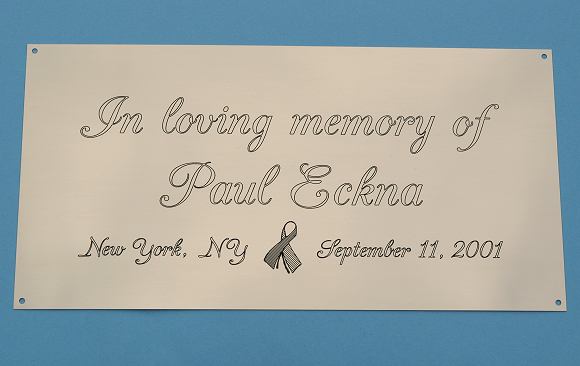 In loving memory of
Paul Eckna
New York, NY September 11, 2001